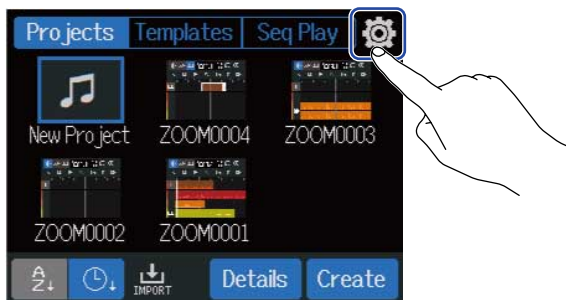 Projects Templates Seq Play
New Project ZOOM0004 ZOOM0003
ZOOM0002 ZOOM0001
A Z↓ IMPORT Details Create